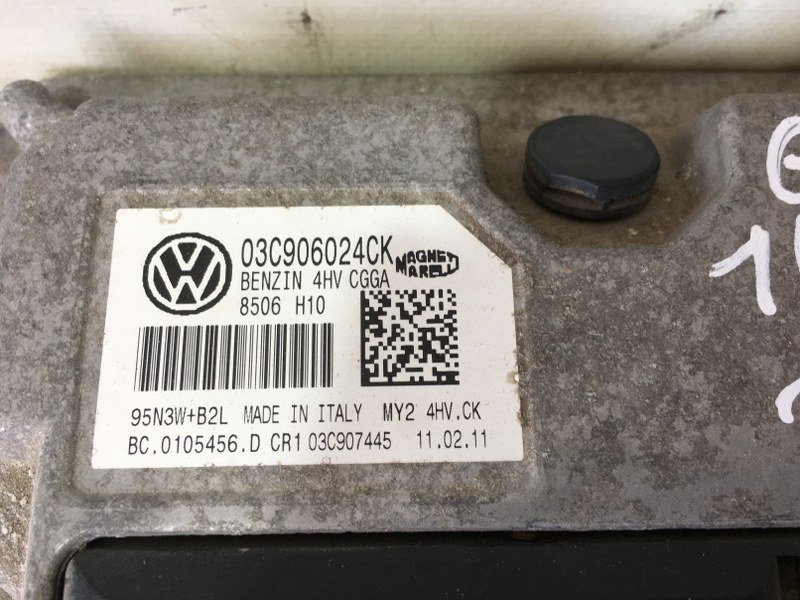 03C906024CK
MAGNETI MARELLI
BENZIN 4HV CGGA
8506 H10
95N3W+B2L MADE IN ITALY MY2 4HV.CK
BC.0105456.D CR1 03C907445 11.02.11